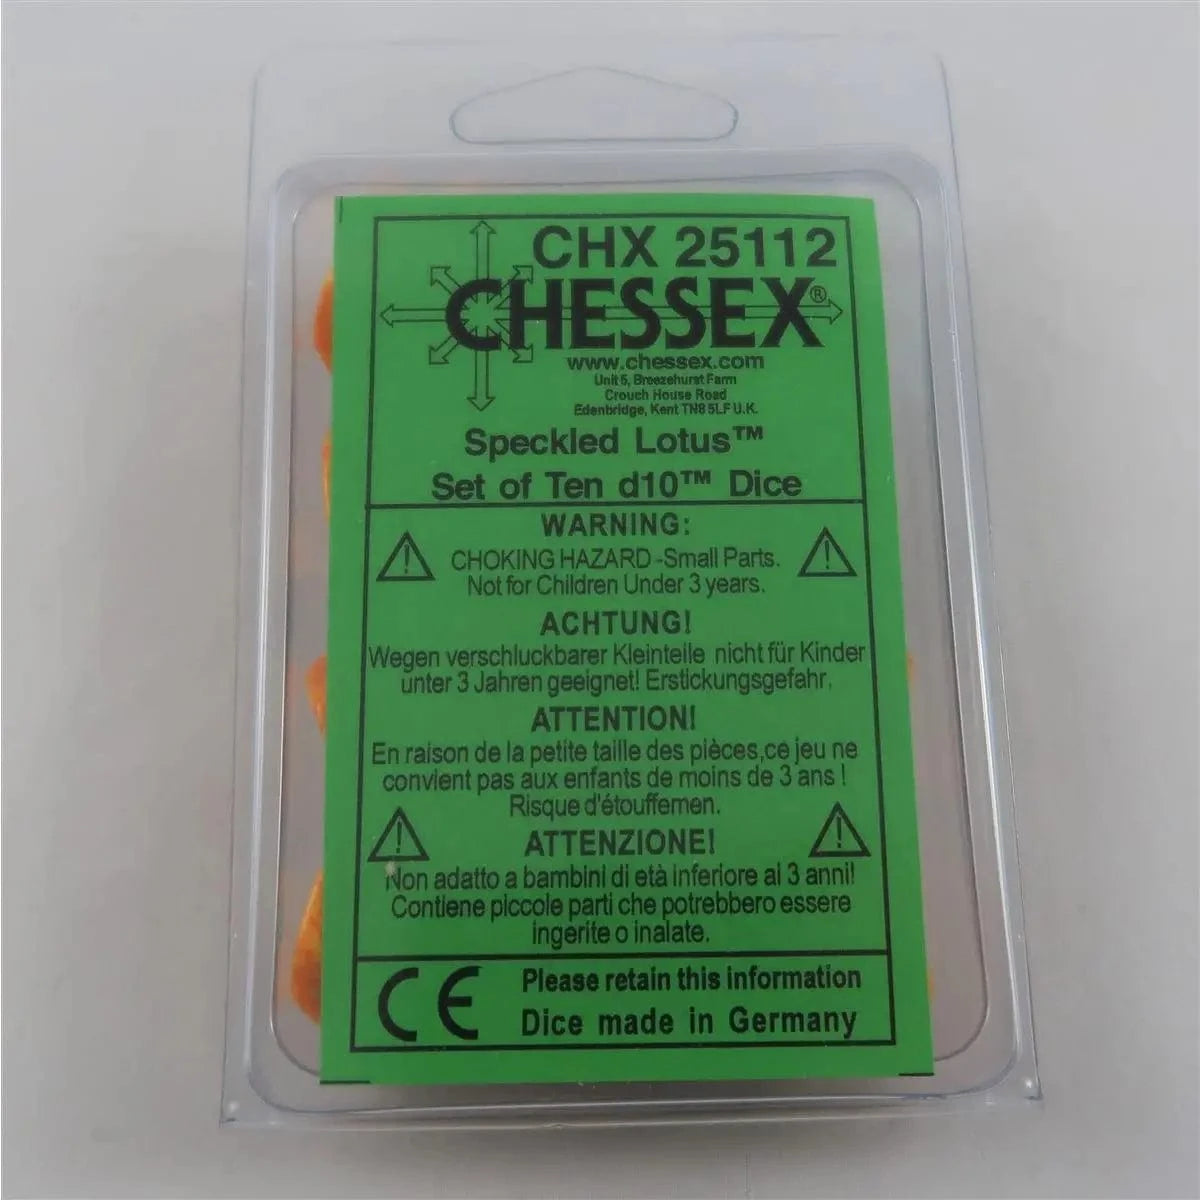 CHX 25112
CHESSEX®
www.chessex.com
Unit 5, Breezehurst Farm
Crouch House Road
Edenbridge, Kent TN8 5LF U.K.
Speckled Lotus™
Set of Ten d10™ Dice
WARNING:
CHOKING HAZARD -Small Parts.
Not for Children Under 3 years.
ACHTUNG!
Wegen verschluckbarer Kleinteile nicht für Kinder
unter 3 Jahren geeignet! Erstickungsgefahr.
ATTENTION!
En raison de la petite taille des pièces,ce jeu ne
convient pas aux enfants de moins de 3 ans !
Risque d'étouffemen.
ATTENZIONE!
Non adatto a bambini di età inferiore ai 3 anni!
Contiene piccole parti che potrebbero essere
ingerite o inalate.
CE
Please retain this information
Dice made in Germany